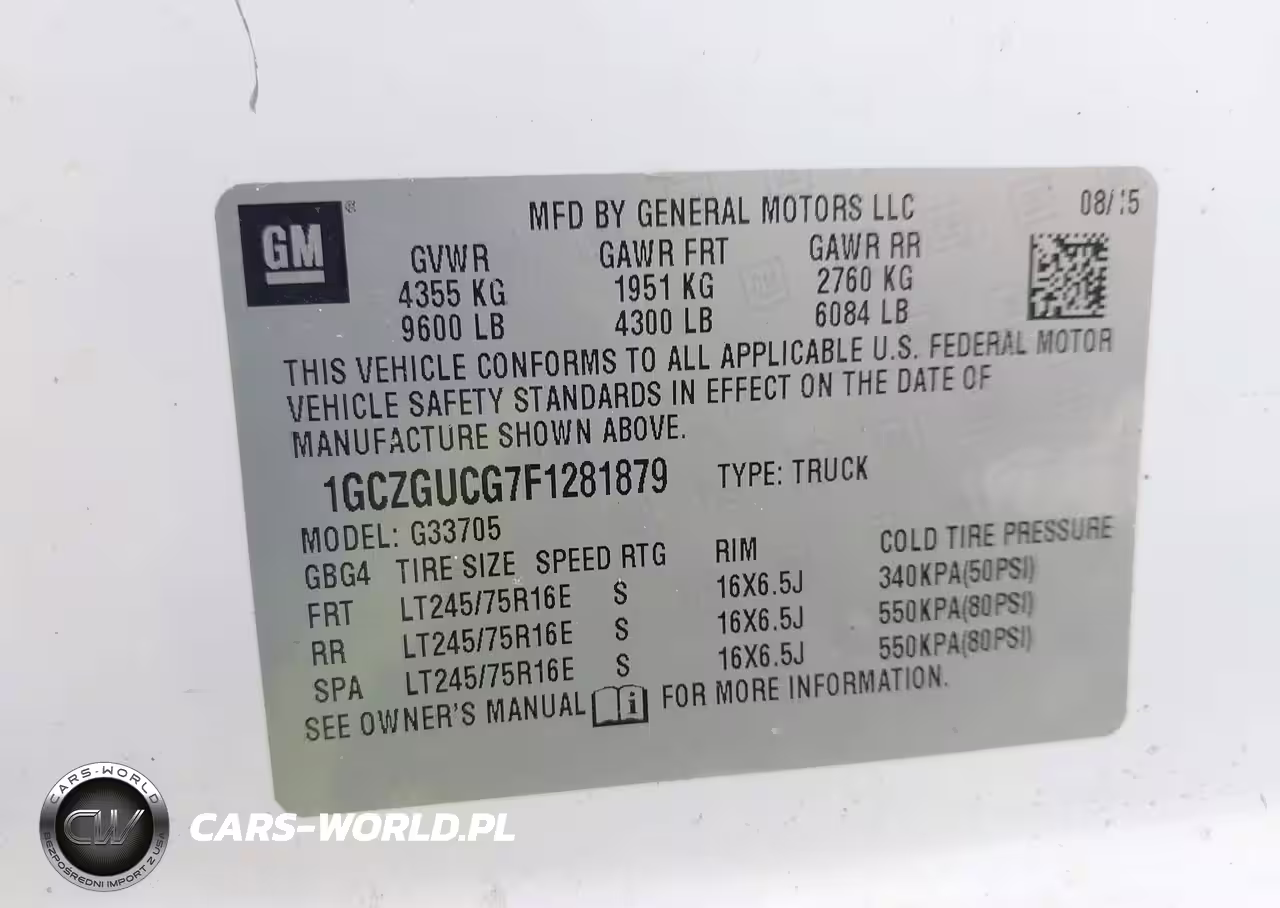 GM ®
MFD BY GENERAL MOTORS LLC 08/15
GVWR GAWR FRT GAWR RR
4355 KG 1951 KG 2760 KG
9600 LB 4300 LB 6084 LB
THIS VEHICLE CONFORMS TO ALL APPLICABLE U.S. FEDERAL MOTOR
VEHICLE SAFETY STANDARDS IN EFFECT ON THE DATE OF
MANUFACTURE SHOWN ABOVE.
1GCZGUCG7F1281879 TYPE: TRUCK
MODEL: G33705
GBG4 TIRE SIZE SPEED RTG RIM COLD TIRE PRESSURE
FRT LT245/75R16E S 16X6.5J 340KPA(50PSI)
RR LT245/75R16E S 16X6.5J 550KPA(80PSI)
SPA LT245/75R16E S 16X6.5J 550KPA(80PSI)
SEE OWNER'S MANUAL i FOR MORE INFORMATION.
CARS-WORLD
CW
BEZPOŚREDNI IMPORT Z USA
CARS-WORLD.PL